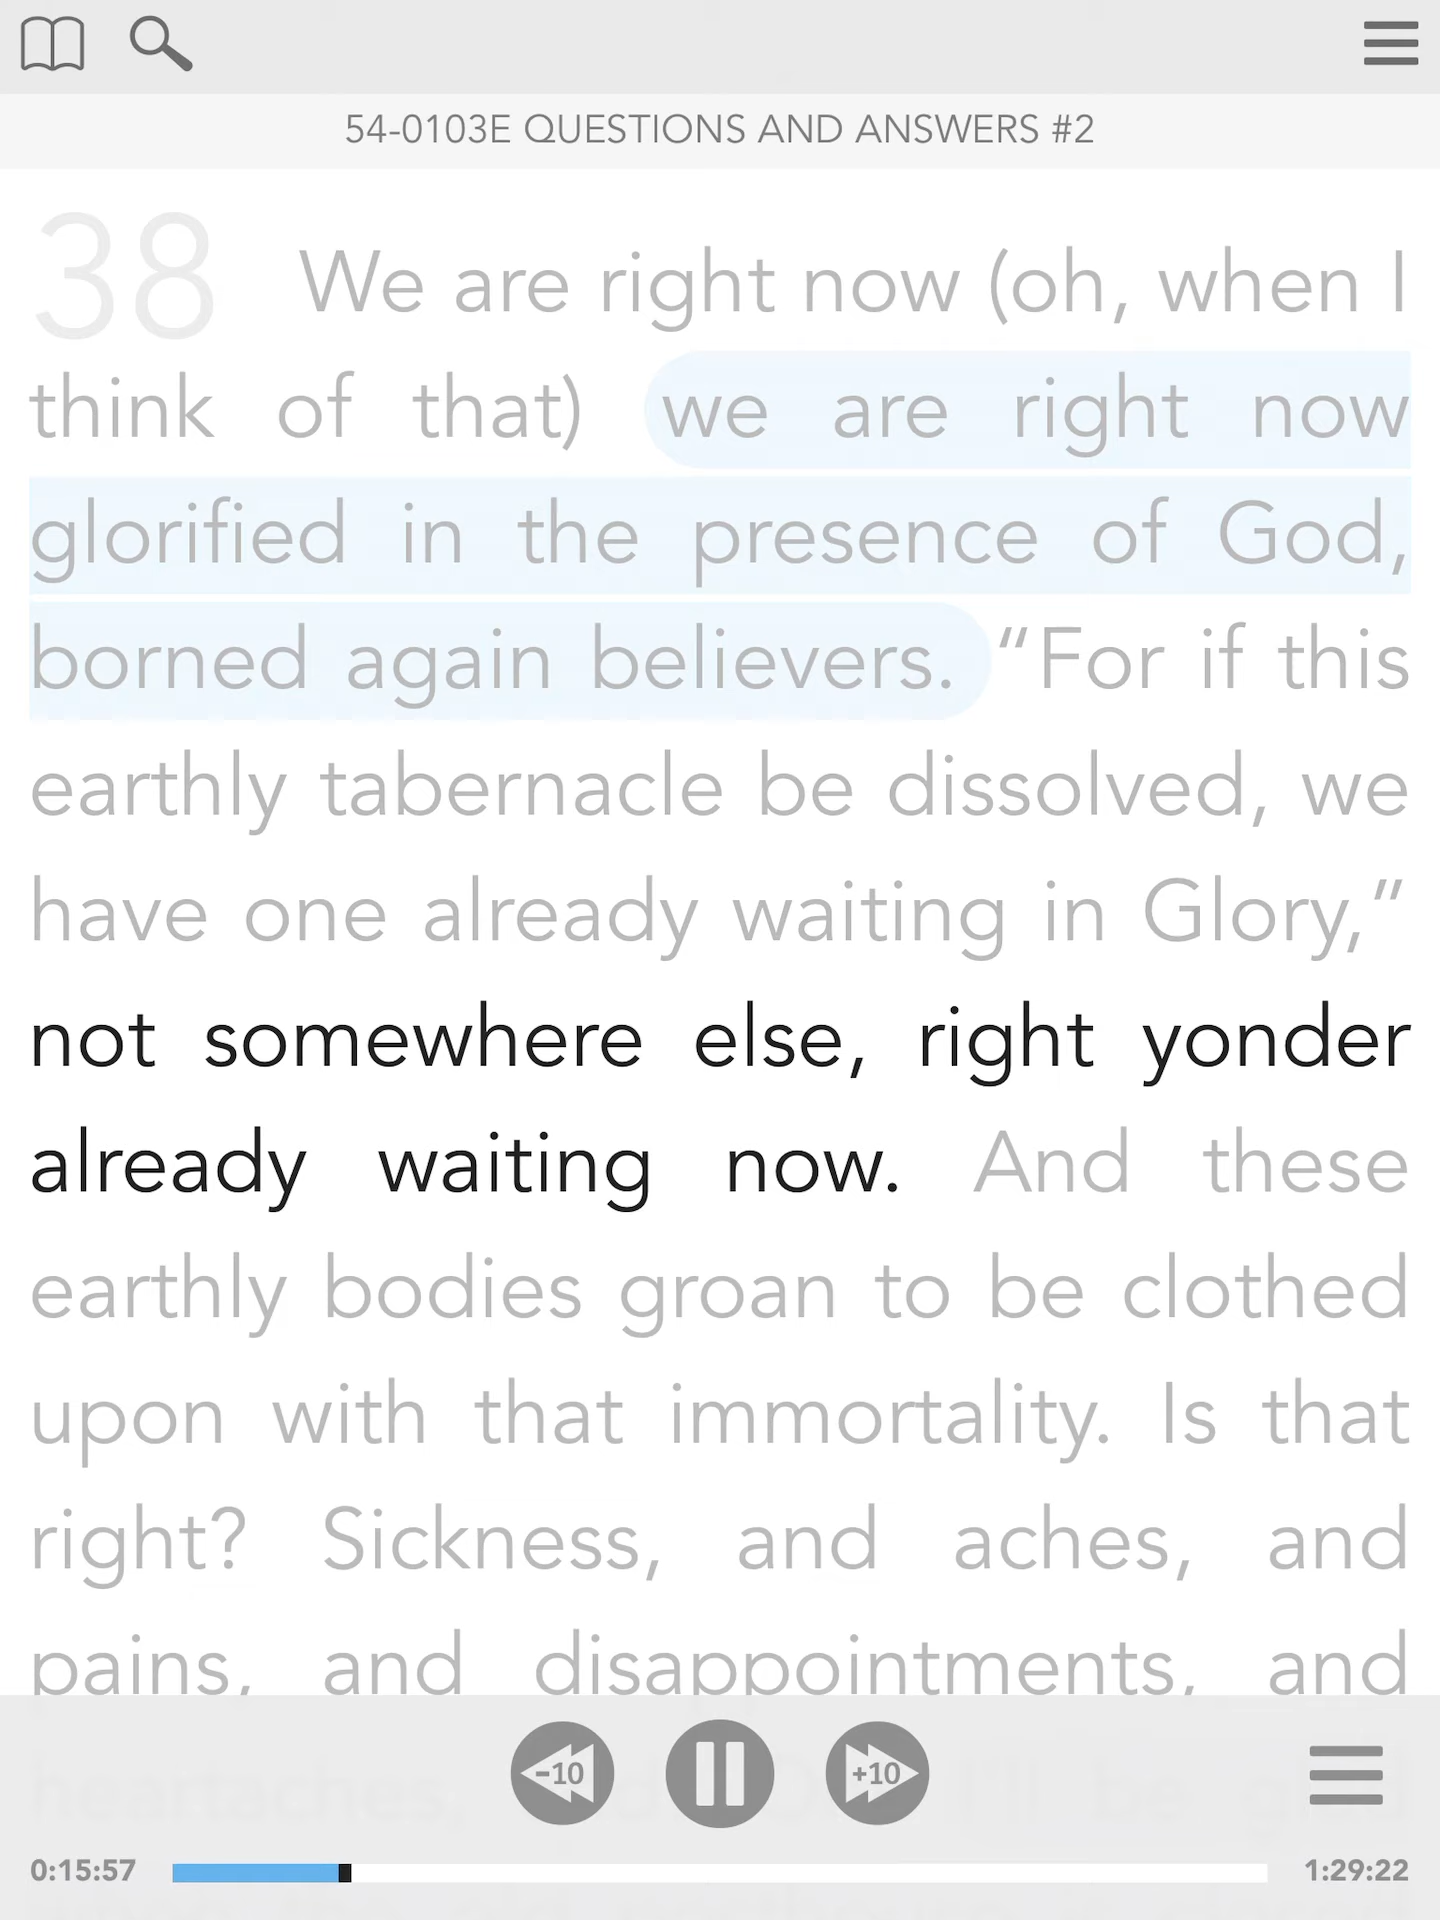 54-0103E QUESTIONS AND ANSWERS #2
38 We are right now (oh, when I
think of that) we are right now
glorified in the presence of God,
borned again believers. “For if this
earthly tabernacle be dissolved, we
have one already waiting in Glory,”
not somewhere else, right yonder
already waiting now. And these
earthly bodies groan to be clothed
upon with that immortality. Is that
right? Sickness, and aches, and
pains, and disappointments, and
-10 +10
0:15:57 1:29:22